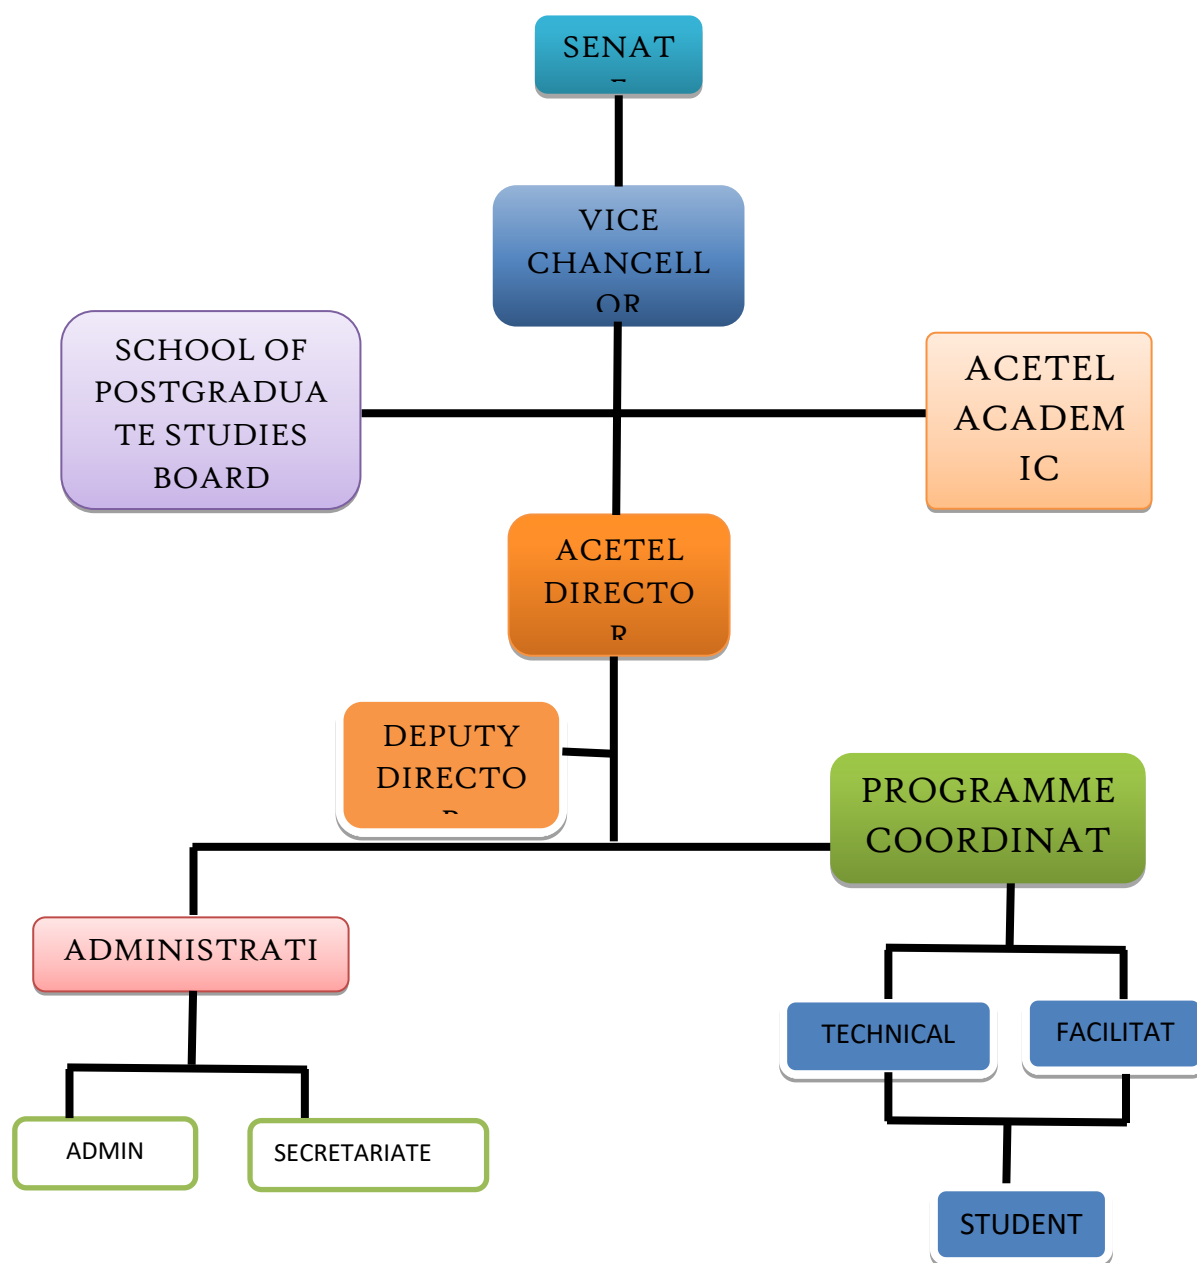 SENAT
VICE
CHANCELL
OR
SCHOOL OF
POSTGRADUA
TE STUDIES
BOARD
ACETEL
ACADEM
IC
ACETEL
DIRECTO
R
DEPUTY
DIRECTO
PROGRAMME
COORDINAT
ADMINISTRATI
TECHNICAL
FACILITAT
ADMIN
SECRETARIATE
STUDENT